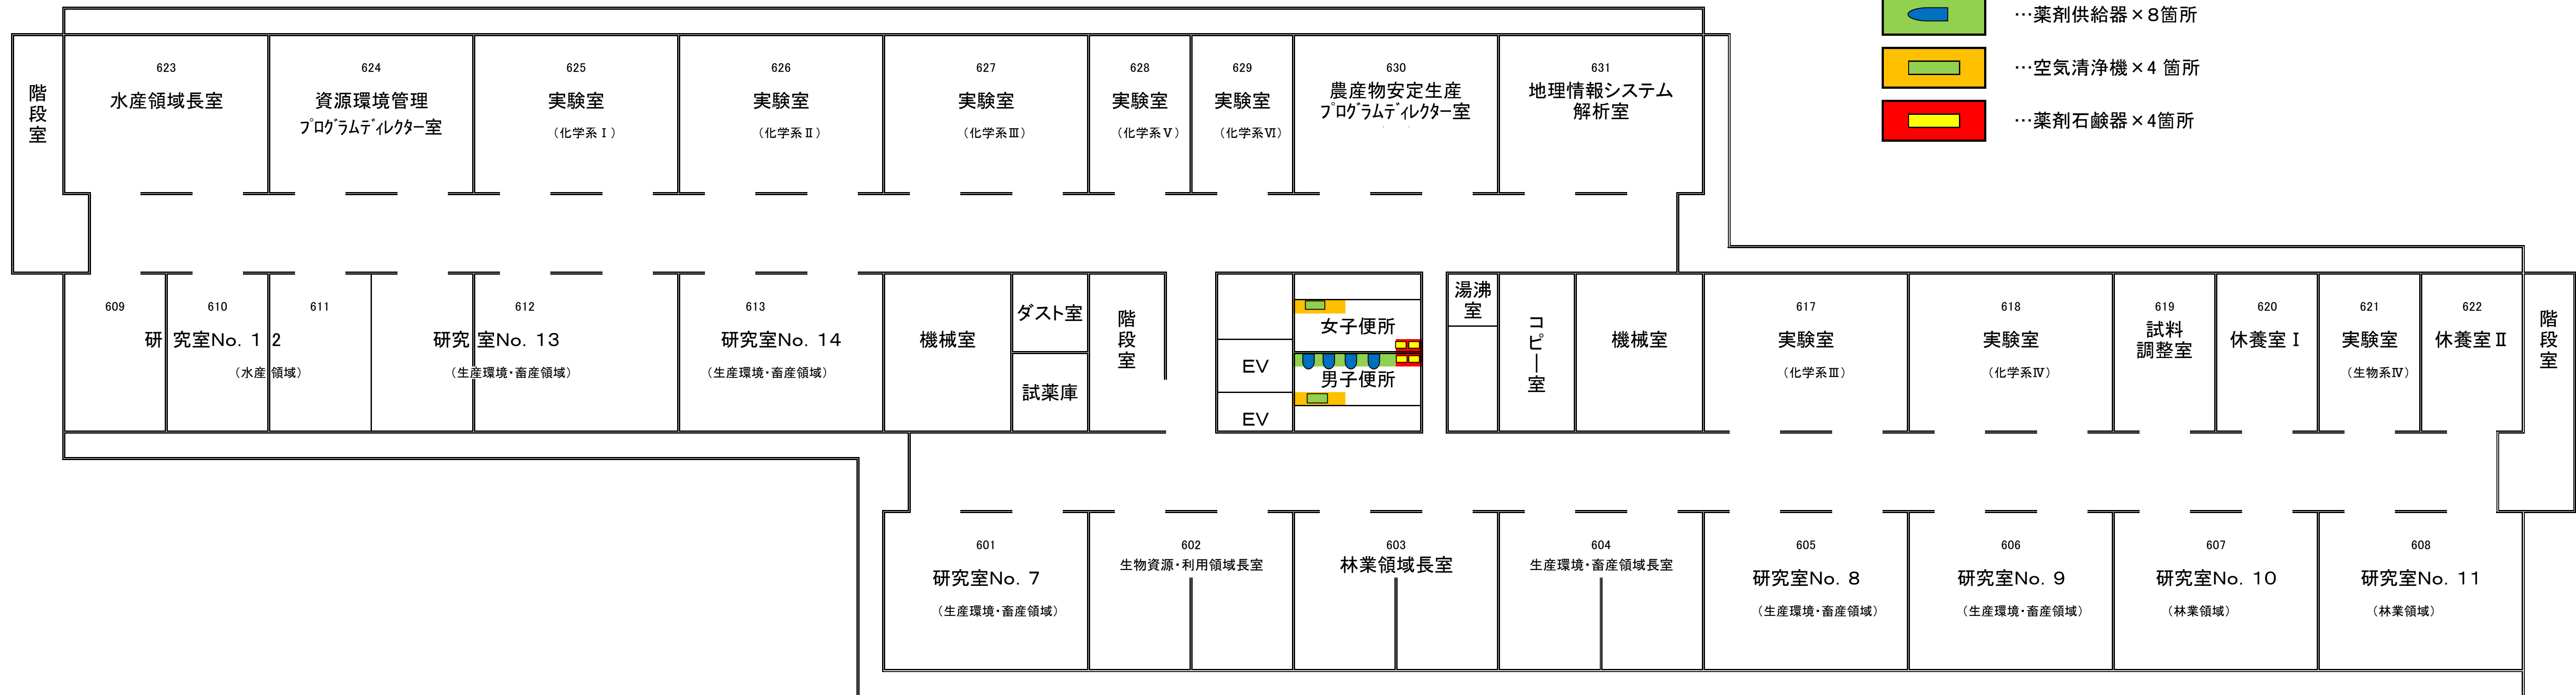 …薬剤供給器×8箇所
…空気清浄機×4 箇所
…薬剤石鹸器×4箇所
階段室
623
水産領域長室
624
資源環境管理
プログラムディレクター室
625
実験室
（化学系Ⅰ）
626
実験室
（化学系Ⅱ）
627
実験室
（化学系Ⅲ）
628
実験室
（化学系Ⅴ）
629
実験室
（化学系Ⅵ）
630
農産物安定生産
プログラムディレクター室
631
地理情報システム
解析室
609
610
611
研究室No. 12
（水産領域）
612
研究室No. 13
（生産環境・畜産領域）
613
研究室No. 14
（生産環境・畜産領域）
機械室
ダスト室
試薬庫
階段室
EV
EV
女子便所
男子便所
湯沸室
コピー室
機械室
617
実験室
（化学系Ⅲ）
618
実験室
（化学系Ⅳ）
619
試料
調整室
620
休養室Ⅰ
621
実験室
（生物系Ⅳ）
622
休養室Ⅱ
階段室
601
研究室No. 7
（生産環境・畜産領域）
602
生物資源・利用領域長室
603
林業領域長室
604
生産環境・畜産領域長室
605
研究室No. 8
（生産環境・畜産領域）
606
研究室No. 9
（生産環境・畜産領域）
607
研究室No. 10
（林業領域）
608
研究室No. 11
（林業領域）